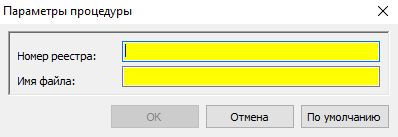 Параметры процедуры
Номер реестра:
Имя файла:
OK Отмена По умолчанию